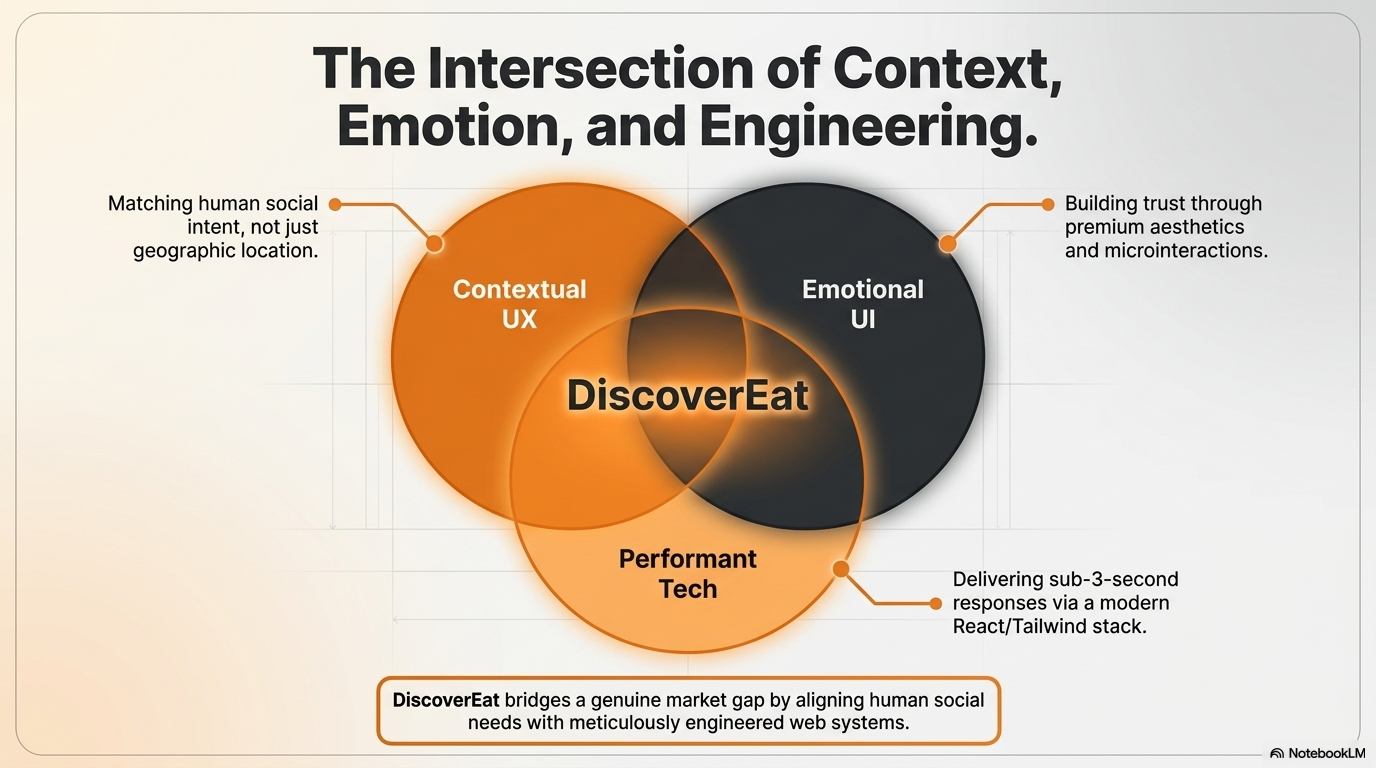 The Intersection of Context,
Emotion, and Engineering.
Matching human social
intent, not just
geographic location.
Building trust through
premium aesthetics
and microinteractions.
Contextual
UX
Emotional
UI
DiscoverEat
Performant
Tech
Delivering sub-3-second
responses via a modern
React/Tailwind stack.
DiscoverEat bridges a genuine market gap by aligning human social
needs with meticulously engineered web systems.
NotebookLM